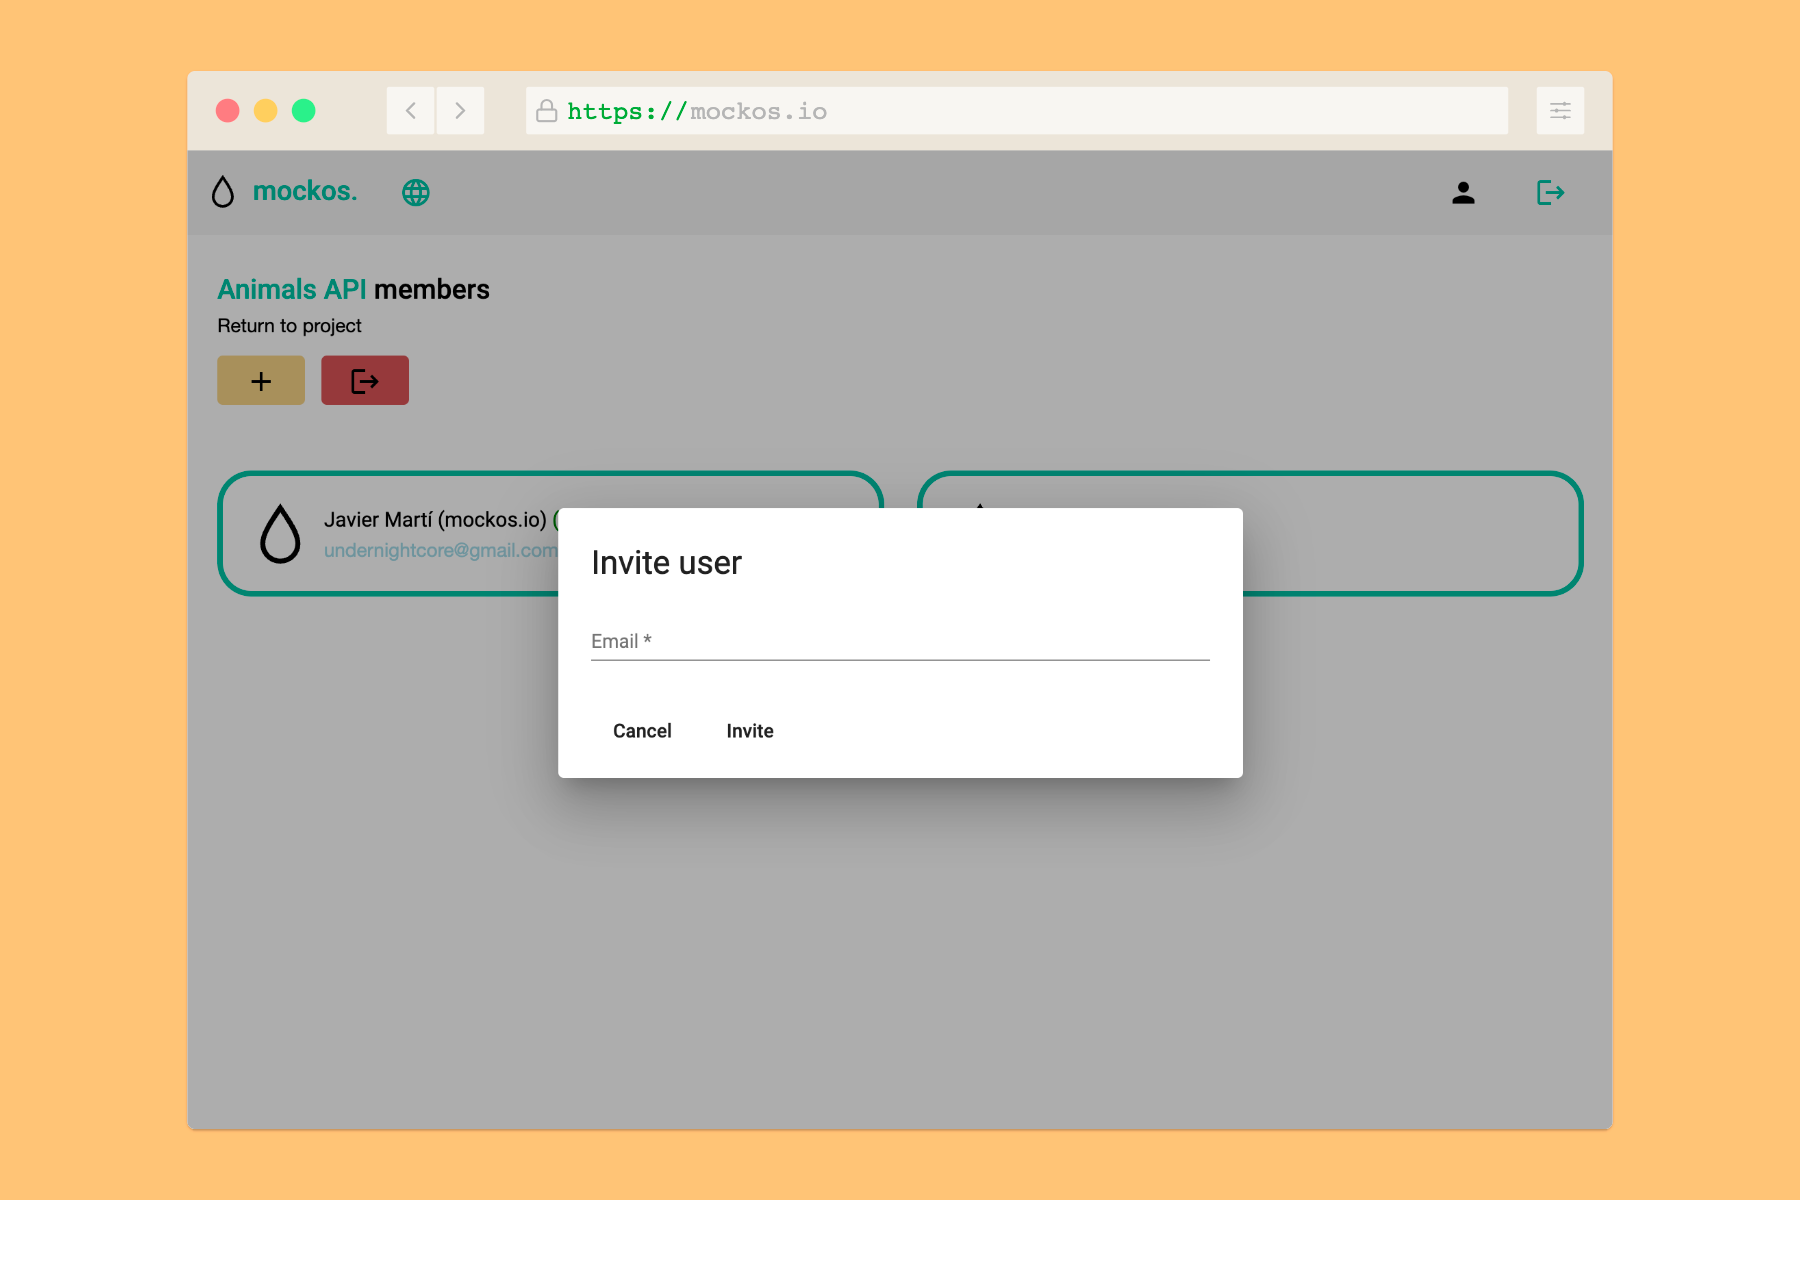 https://mockos.io
mockos.
Animals API members
Return to project
+
Javier Martí (mockos.io) (
undernightcore@gmail.com
Invite user
Email *
Cancel
Invite